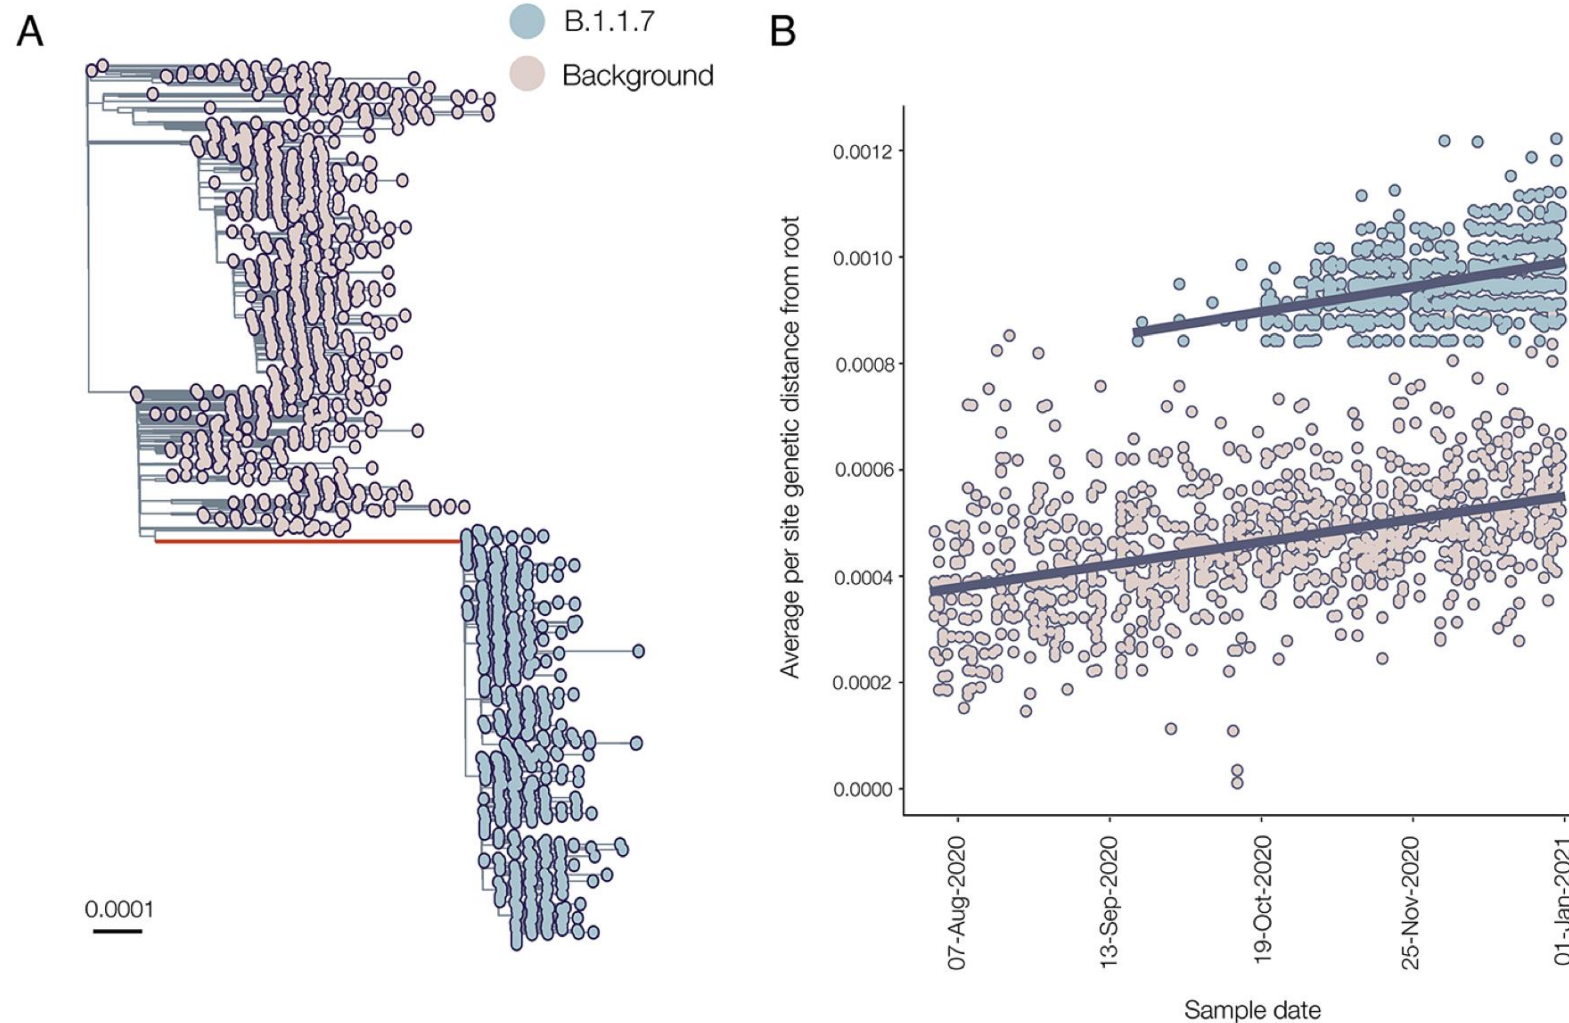 A
B.1.1.7
Background
0.0001
B
Average per site genetic distance from root
0.0012
0.0010
0.0008
0.0006
0.0004
0.0002
0.0000
07-Aug-2020
13-Sep-2020
19-Oct-2020
25-Nov-2020
01-Jan-2021
Sample date